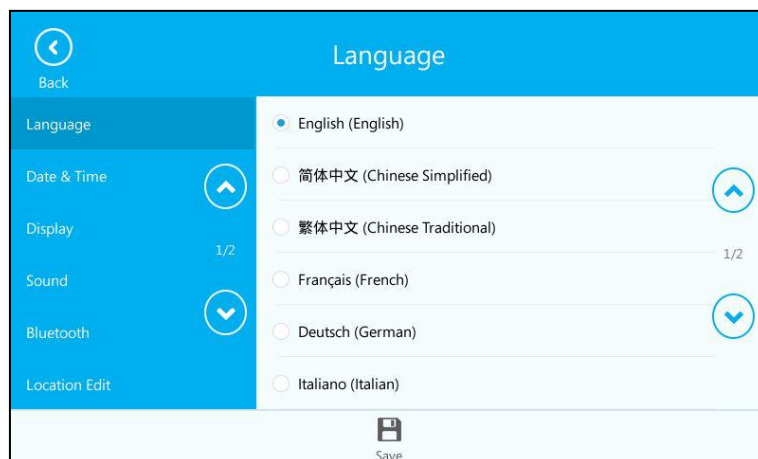 Back
Language
Language
Date & Time
Display
1/2
Sound
Bluetooth
Location Edit
English (English)
简体中文 (Chinese Simplified)
繁体中文 (Chinese Traditional)
1/2
Français (French)
Deutsch (German)
Italiano (Italian)
Save